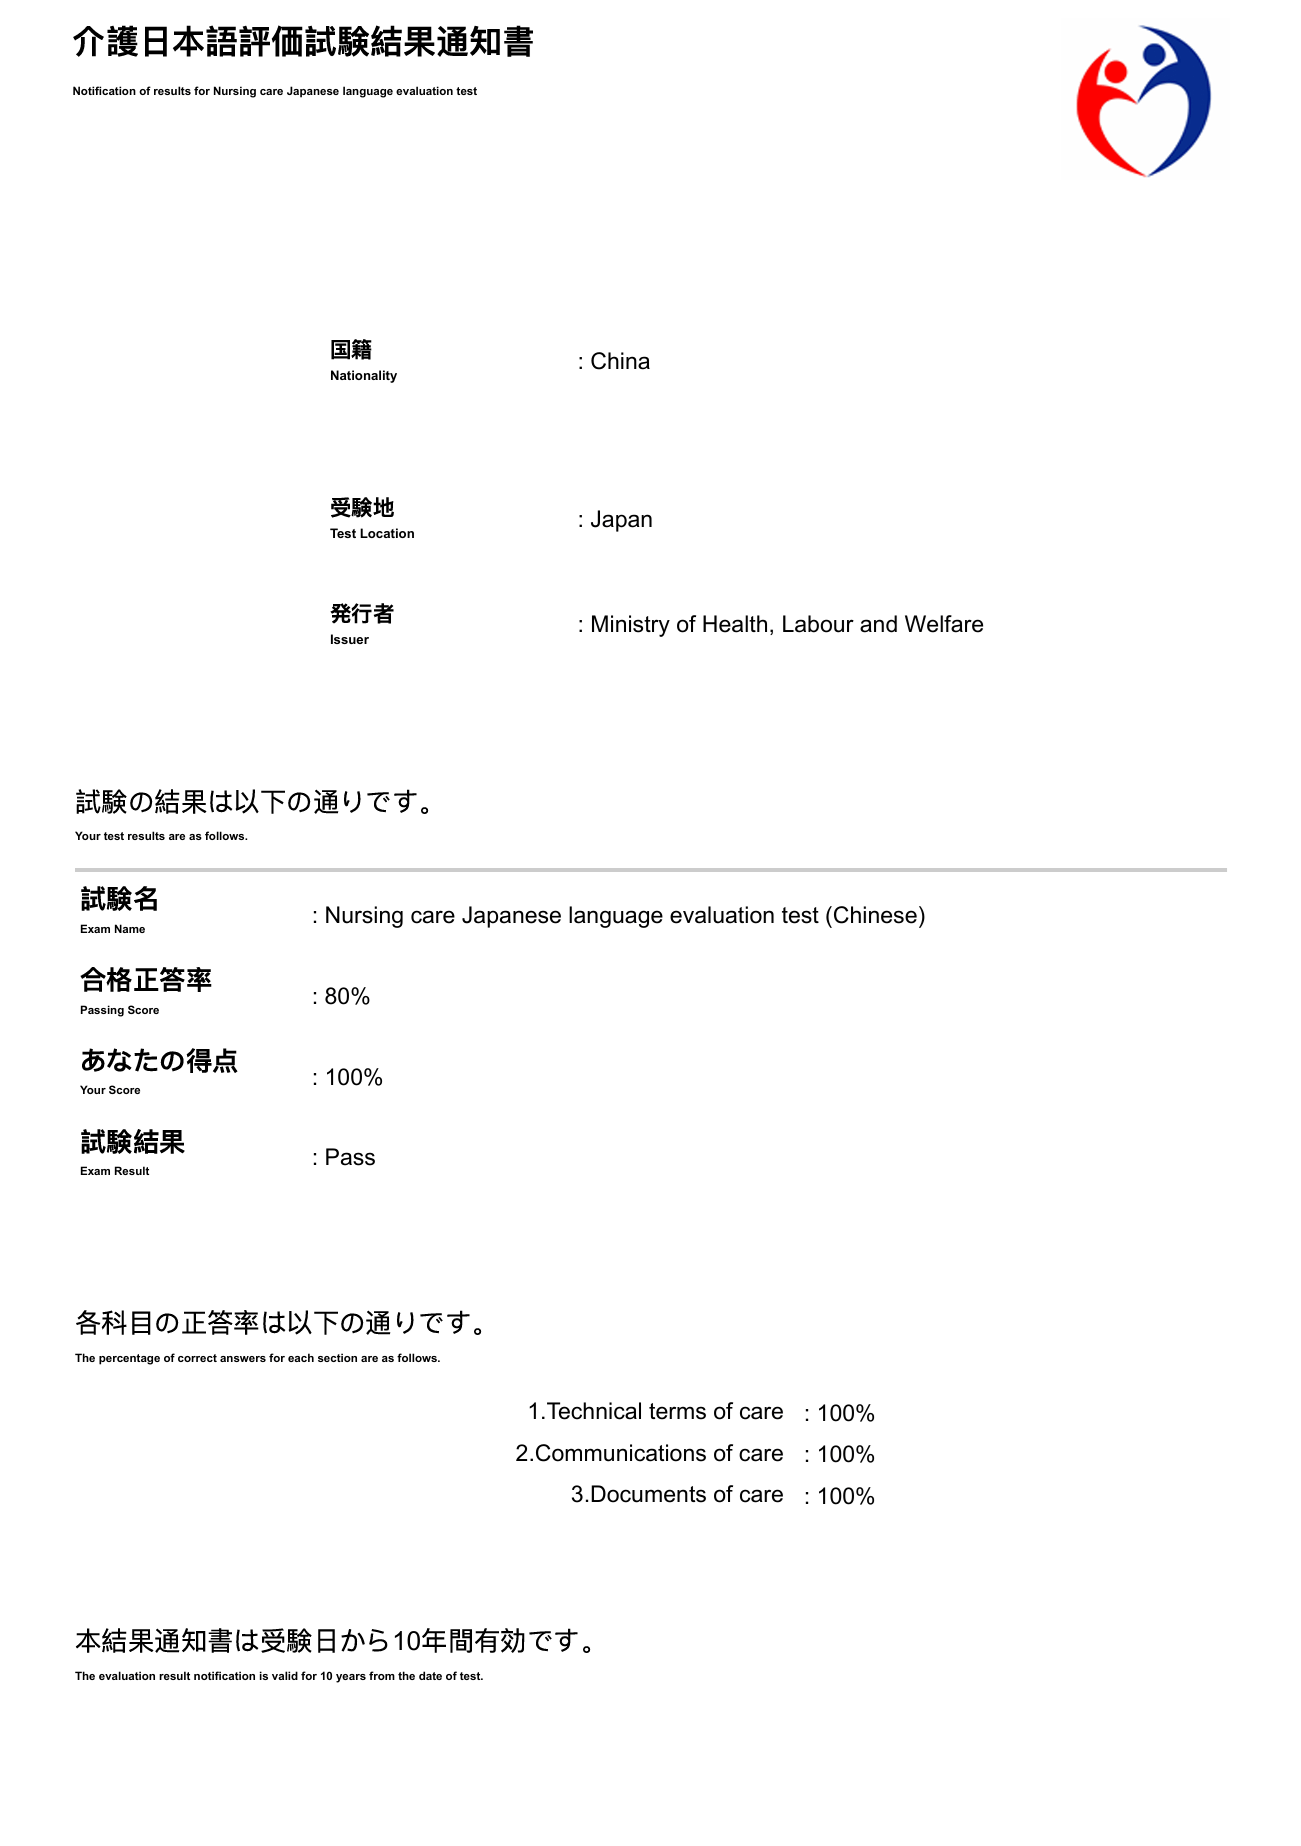 介護日本語評価試験結果通知書
Notification of results for Nursing care Japanese language evaluation test
国籍
Nationality
: China
受験地
Test Location
: Japan
発行者
Issuer
: Ministry of Health, Labour and Welfare
試験の結果は以下の通りです。
Your test results are as follows.
試験名
Exam Name
: Nursing care Japanese language evaluation test (Chinese)
合格正答率
Passing Score
: 80%
あなたの得点
Your Score
: 100%
試験結果
Exam Result
: Pass
各科目の正答率は以下の通りです。
The percentage of correct answers for each section are as follows.
1.Technical terms of care : 100%
2.Communications of care : 100%
3.Documents of care : 100%
本結果通知書は受験日から10年間有効です。
The evaluation result notification is valid for 10 years from the date of test.